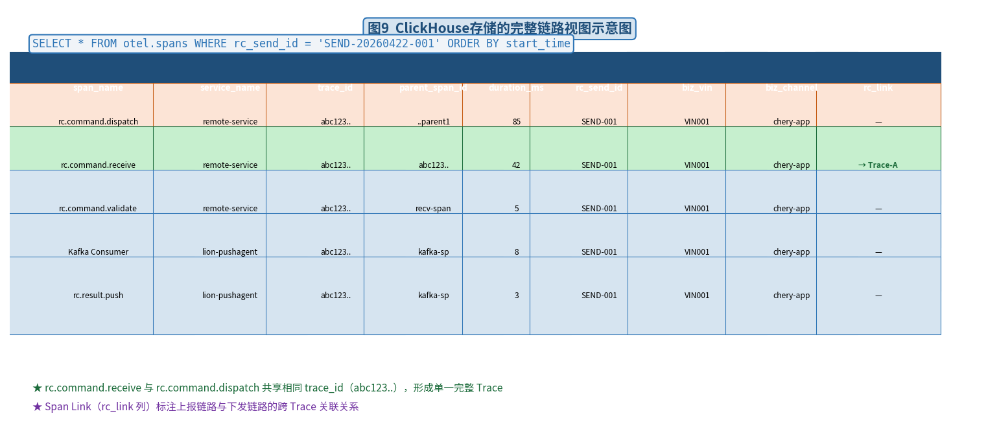 图9 ClickHouse存储的完整链路视图示意图
SELECT * FROM otel.spans WHERE rc_send_id = 'SEND-20260422-001' ORDER BY start_time
span_name service_name trace_id parent_span_id duration_ms rc_send_id biz_vin biz_channel rc_link
rc.command.dispatch remote-service abc123.. ..parent1 85 SEND-001 VIN001 chery-app —
rc.command.receive remote-service abc123.. abc123.. 42 SEND-001 VIN001 chery-app → Trace-A
rc.command.validate remote-service abc123.. recv-span 5 SEND-001 VIN001 chery-app —
Kafka Consumer lion-pushagent abc123.. kafka-sp 8 SEND-001 VIN001 chery-app —
rc.result.push lion-pushagent abc123.. kafka-sp 3 SEND-001 VIN001 chery-app —
★ rc.command.receive 与 rc.command.dispatch 共享相同 trace_id（abc123..），形成单一完整 Trace
★ Span Link（rc_link 列）标注上报链路与下发链路的跨 Trace 关联关系